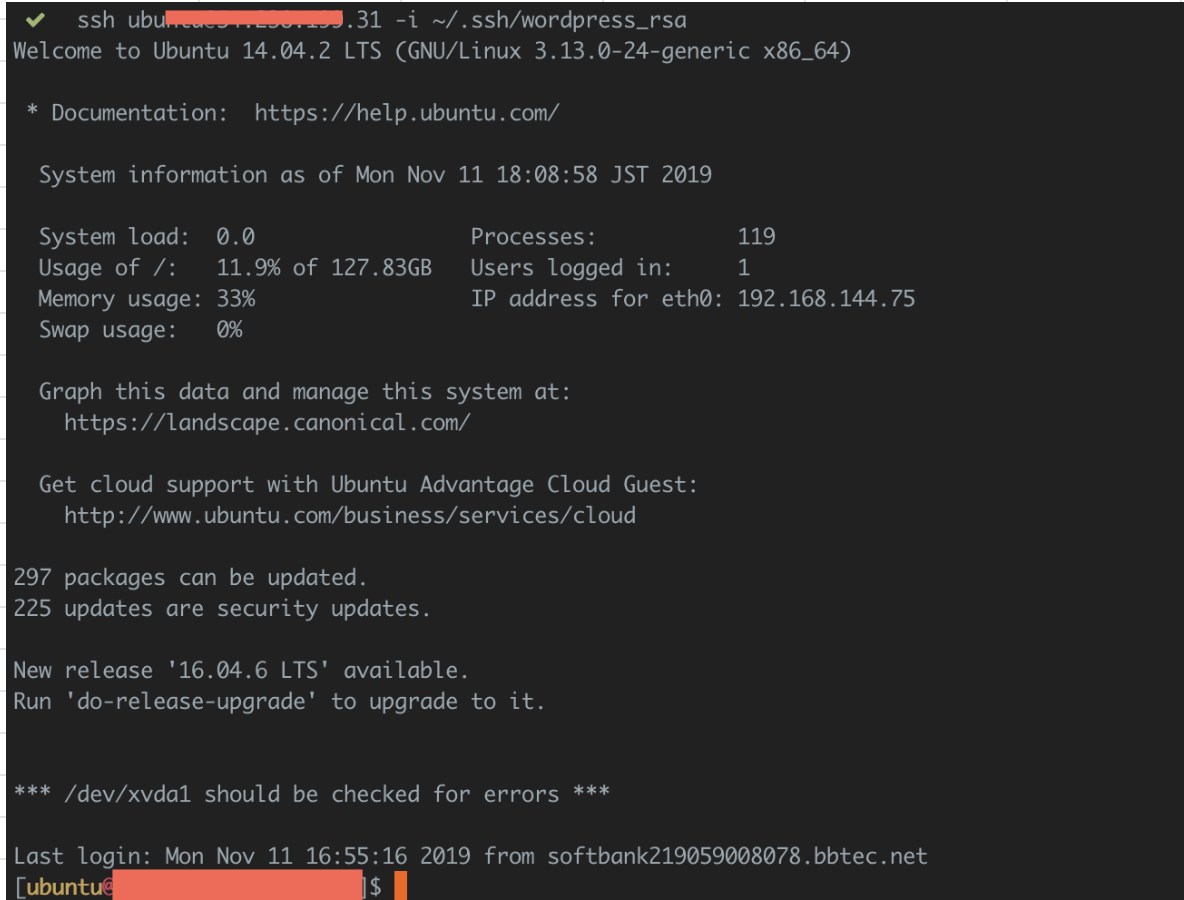 ✔ ssh ubu .31 -i ~/.ssh/wordpress_rsa
Welcome to Ubuntu 14.04.2 LTS (GNU/Linux 3.13.0-24-generic x86_64)
* Documentation: https://help.ubuntu.com/
System information as of Mon Nov 11 18:08:58 JST 2019
System load: 0.0 Processes: 119
Usage of /: 11.9% of 127.83GB Users logged in: 1
Memory usage: 33% IP address for eth0: 192.168.144.75
Swap usage: 0%
Graph this data and manage this system at:
https://landscape.canonical.com/
Get cloud support with Ubuntu Advantage Cloud Guest:
http://www.ubuntu.com/business/services/cloud
297 packages can be updated.
225 updates are security updates.
New release '16.04.6 LTS' available.
Run 'do-release-upgrade' to upgrade to it.
*** /dev/xvda1 should be checked for errors ***
Last login: Mon Nov 11 16:55:16 2019 from softbank219059008078.bbtec.net
[ubuntu@ ]$